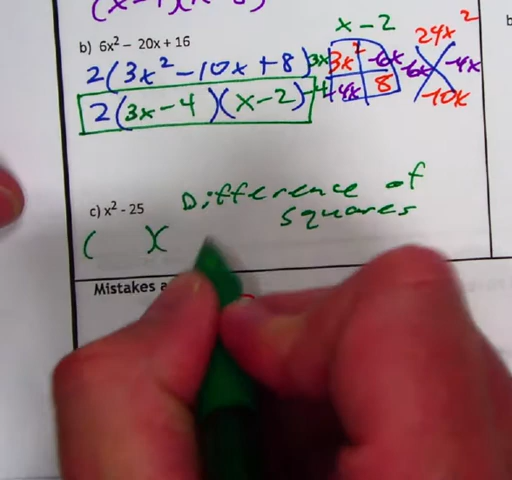 b) 6x² - 20x + 16
x - 2
24x²
2(3x² - 10x + 8)
3x 3x² -6x
-6x -4x
2(3x - 4)(x - 2)
-4 -4x 8
-10x
c) x² - 25
Difference of
squares
( )(
Mistakes a
b